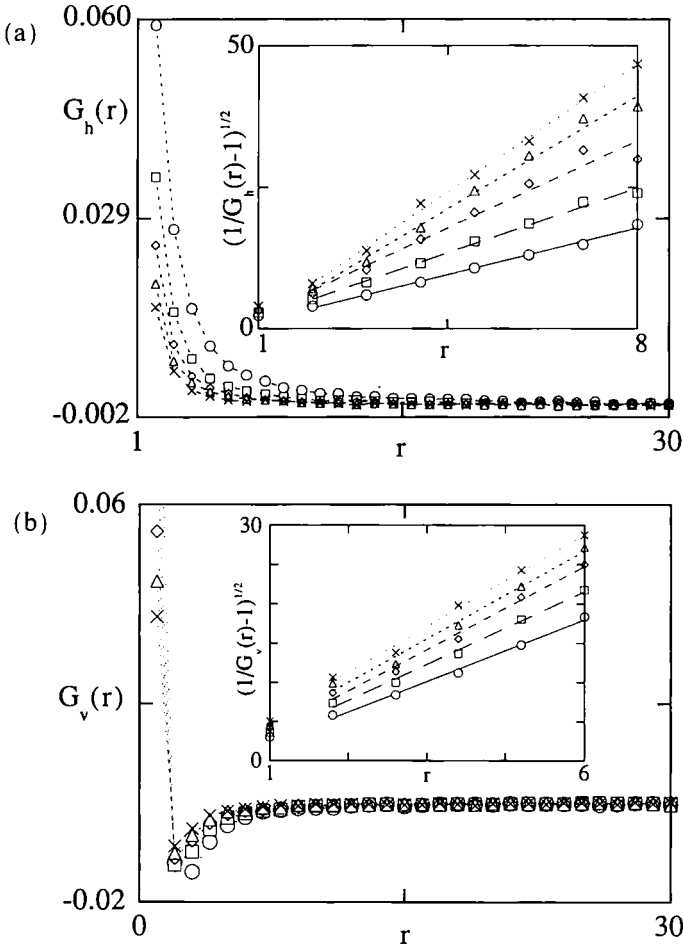 (a)
0.060
G_h(r)
0.029
-0.002
1
r
30
50
(1/G_h(r)-1)^{1/2}
0
1
r
8
(b)
0.06
G_v(r)
-0.02
0
r
30
30
(1/G_v(r)-1)^{1/2}
0
1
r
6